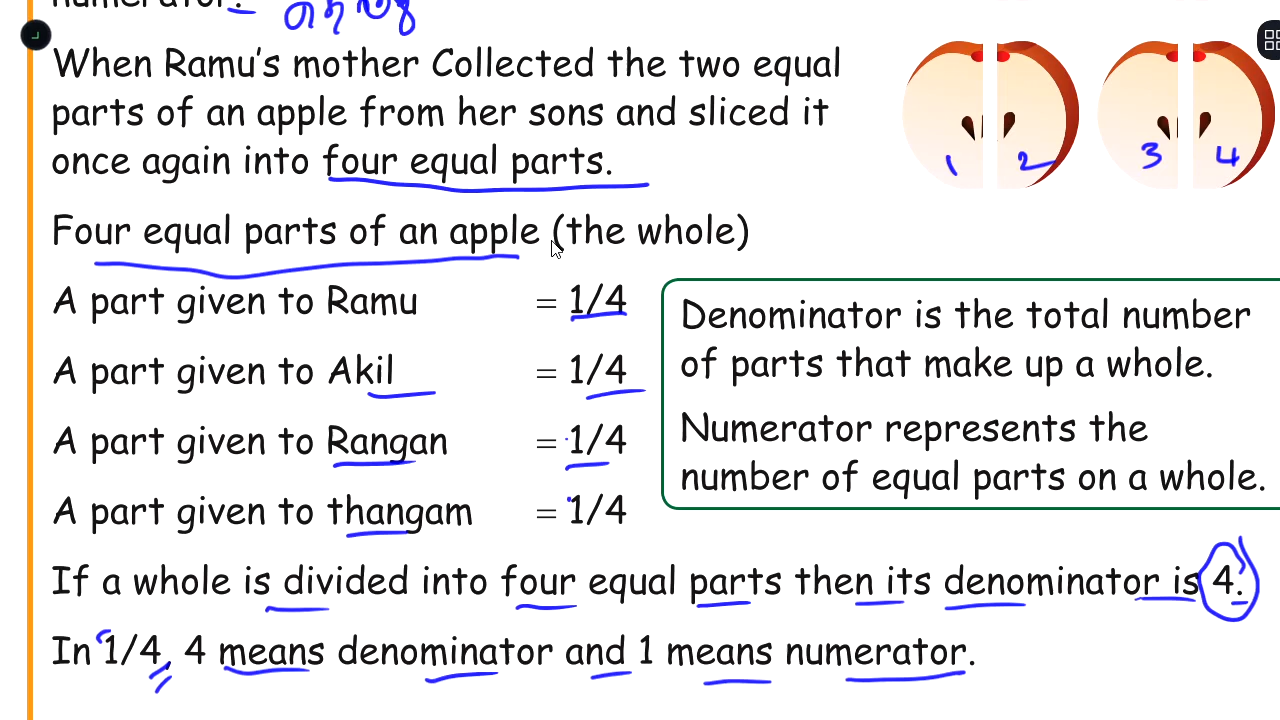 numerator.
When Ramu's mother Collected the two equal
parts of an apple from her sons and sliced it
once again into four equal parts.
1 2 3 4
Four equal parts of an apple (the whole)
A part given to Ramu = 1/4
A part given to Akil = 1/4
A part given to Rangan = 1/4
A part given to thangam = 1/4
Denominator is the total number
of parts that make up a whole.
Numerator represents the
number of equal parts on a whole.
If a whole is divided into four equal parts then its denominator is 4.
In 1/4, 4 means denominator and 1 means numerator.